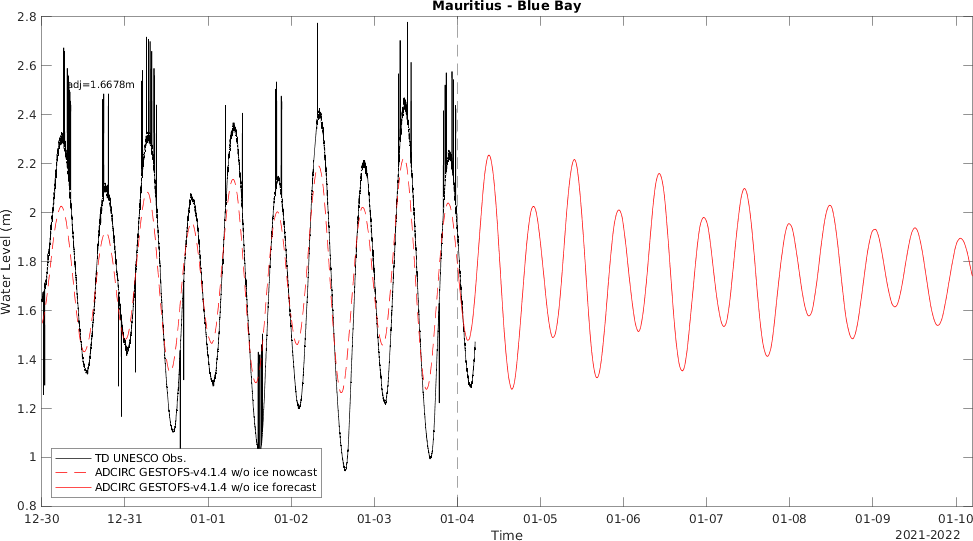 Mauritius - Blue Bay
2.8
2.6
2.4
2.2
2
1.8
1.6
1.4
1.2
1
0.8
Water Level (m)
adj=1.6678m
TD UNESCO Obs.
ADCIRC GESTOFS-v4.1.4 w/o ice nowcast
ADCIRC GESTOFS-v4.1.4 w/o ice forecast
12-30 12-31 01-01 01-02 01-03 01-04 01-05 01-06 01-07 01-08 01-09 01-10
Time
2021-2022